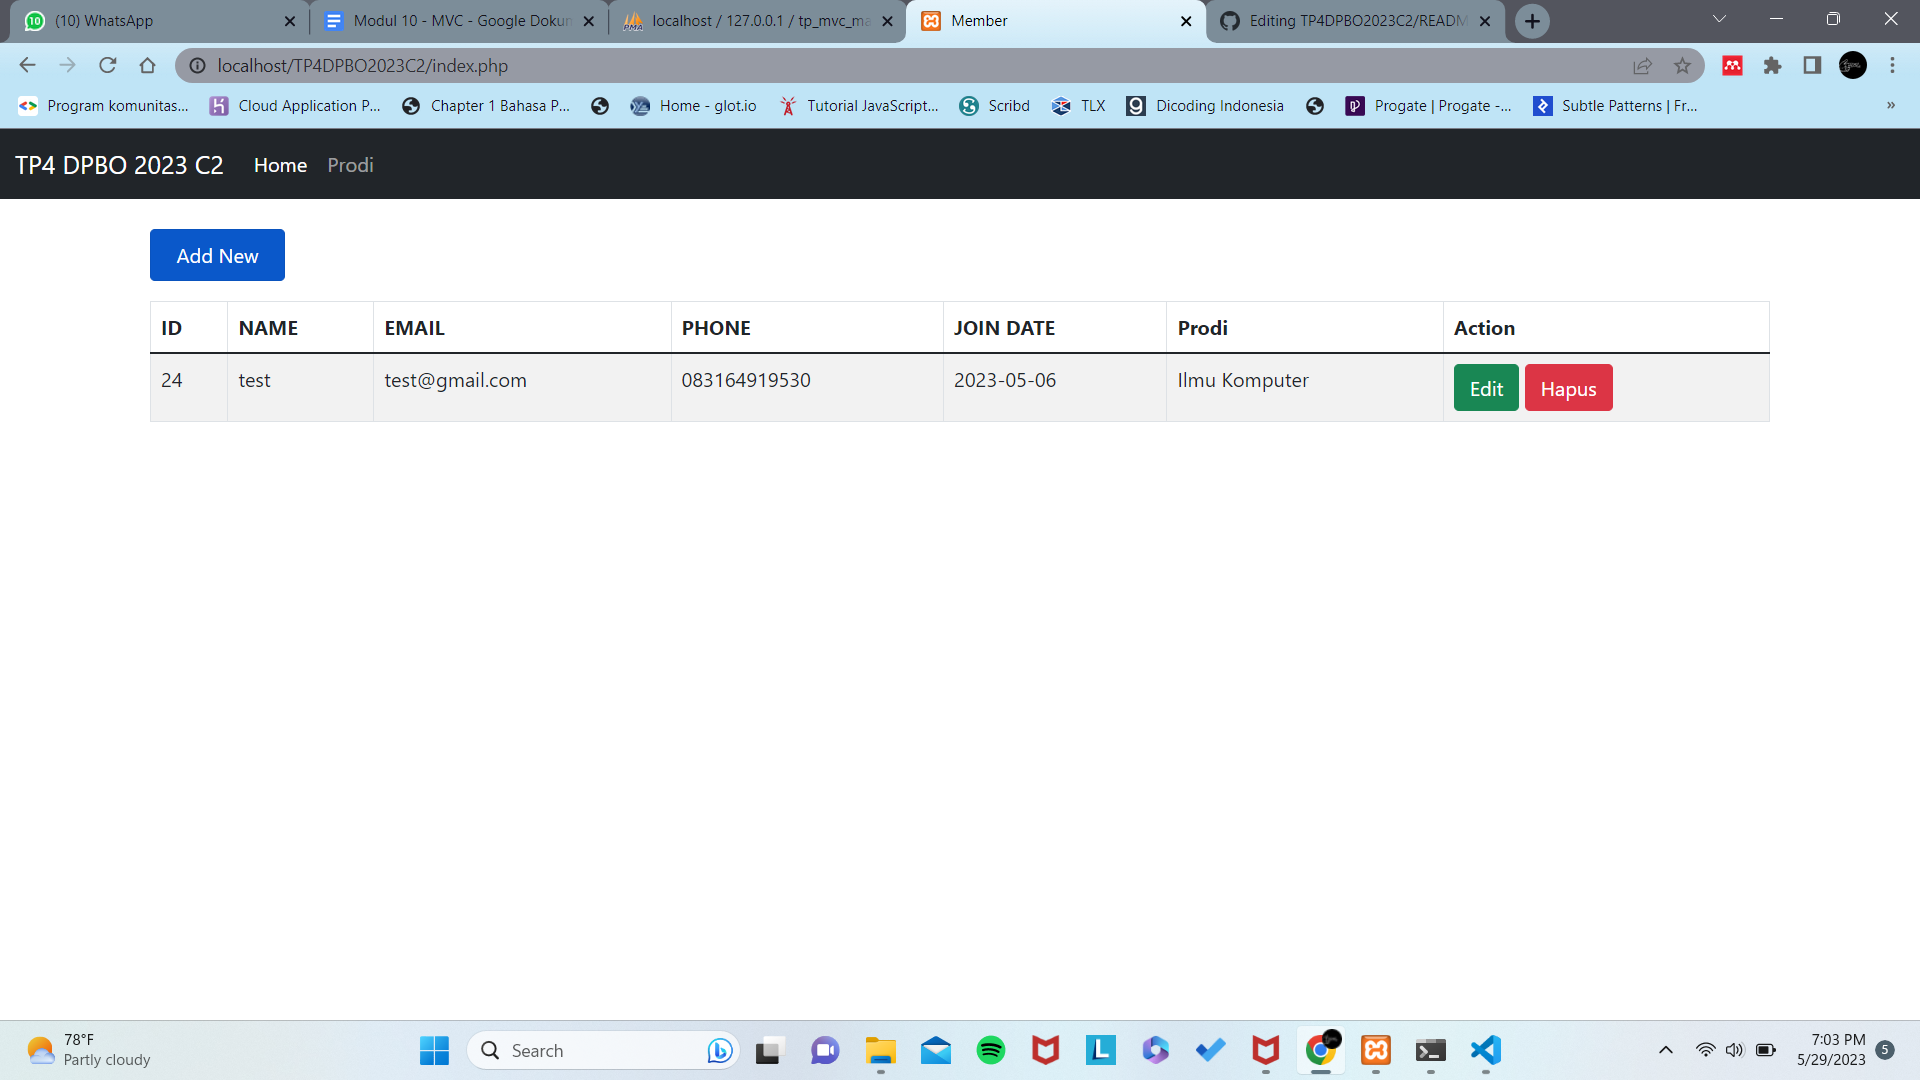 10 (10) WhatsApp
Modul 10 - MVC - Google Dokun
localhost / 127.0.0.1 / tp_mvc_ma
Member
Editing TP4DPBO2023C2/READM
localhost/TP4DPBO2023C2/index.php
Program komunitas...
Cloud Application P...
Chapter 1 Bahasa P...
Home - glot.io
Tutorial JavaScript...
Scribd
TLX
Dicoding Indonesia
Progate | Progate -...
Subtle Patterns | Fr...
»
TP4 DPBO 2023 C2 Home Prodi
Add New
ID NAME EMAIL PHONE JOIN DATE Prodi Action
24 test test@gmail.com 083164919530 2023-05-06 Ilmu Komputer Edit Hapus
78°F
Partly cloudy
Search
7:03 PM
5/29/2023
5